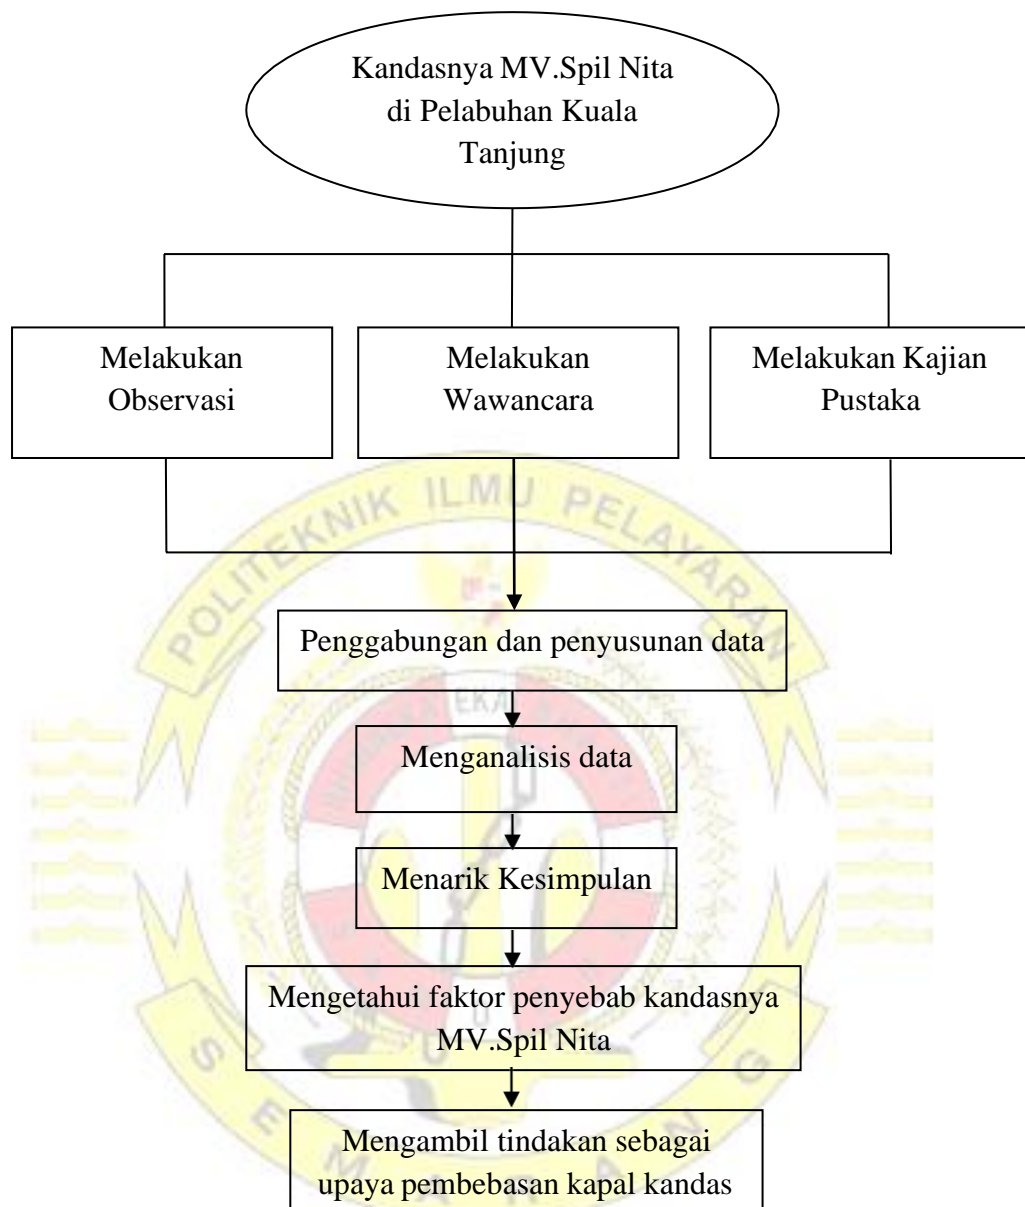 Kandasnya MV.Spil Nita
di Pelabuhan Kuala
Tanjung
Melakukan
Observasi
Melakukan
Wawancara
Melakukan Kajian
Pustaka
POLITEKNIK ILMU PELAYARAN
Penggabungan dan penyusunan data
EKA
Menganalisis data
Menarik Kesimpulan
Mengetahui faktor penyebab kandasnya
MV.Spil Nita
Mengambil tindakan sebagai
upaya pembebasan kapal kandas
SEMARANG